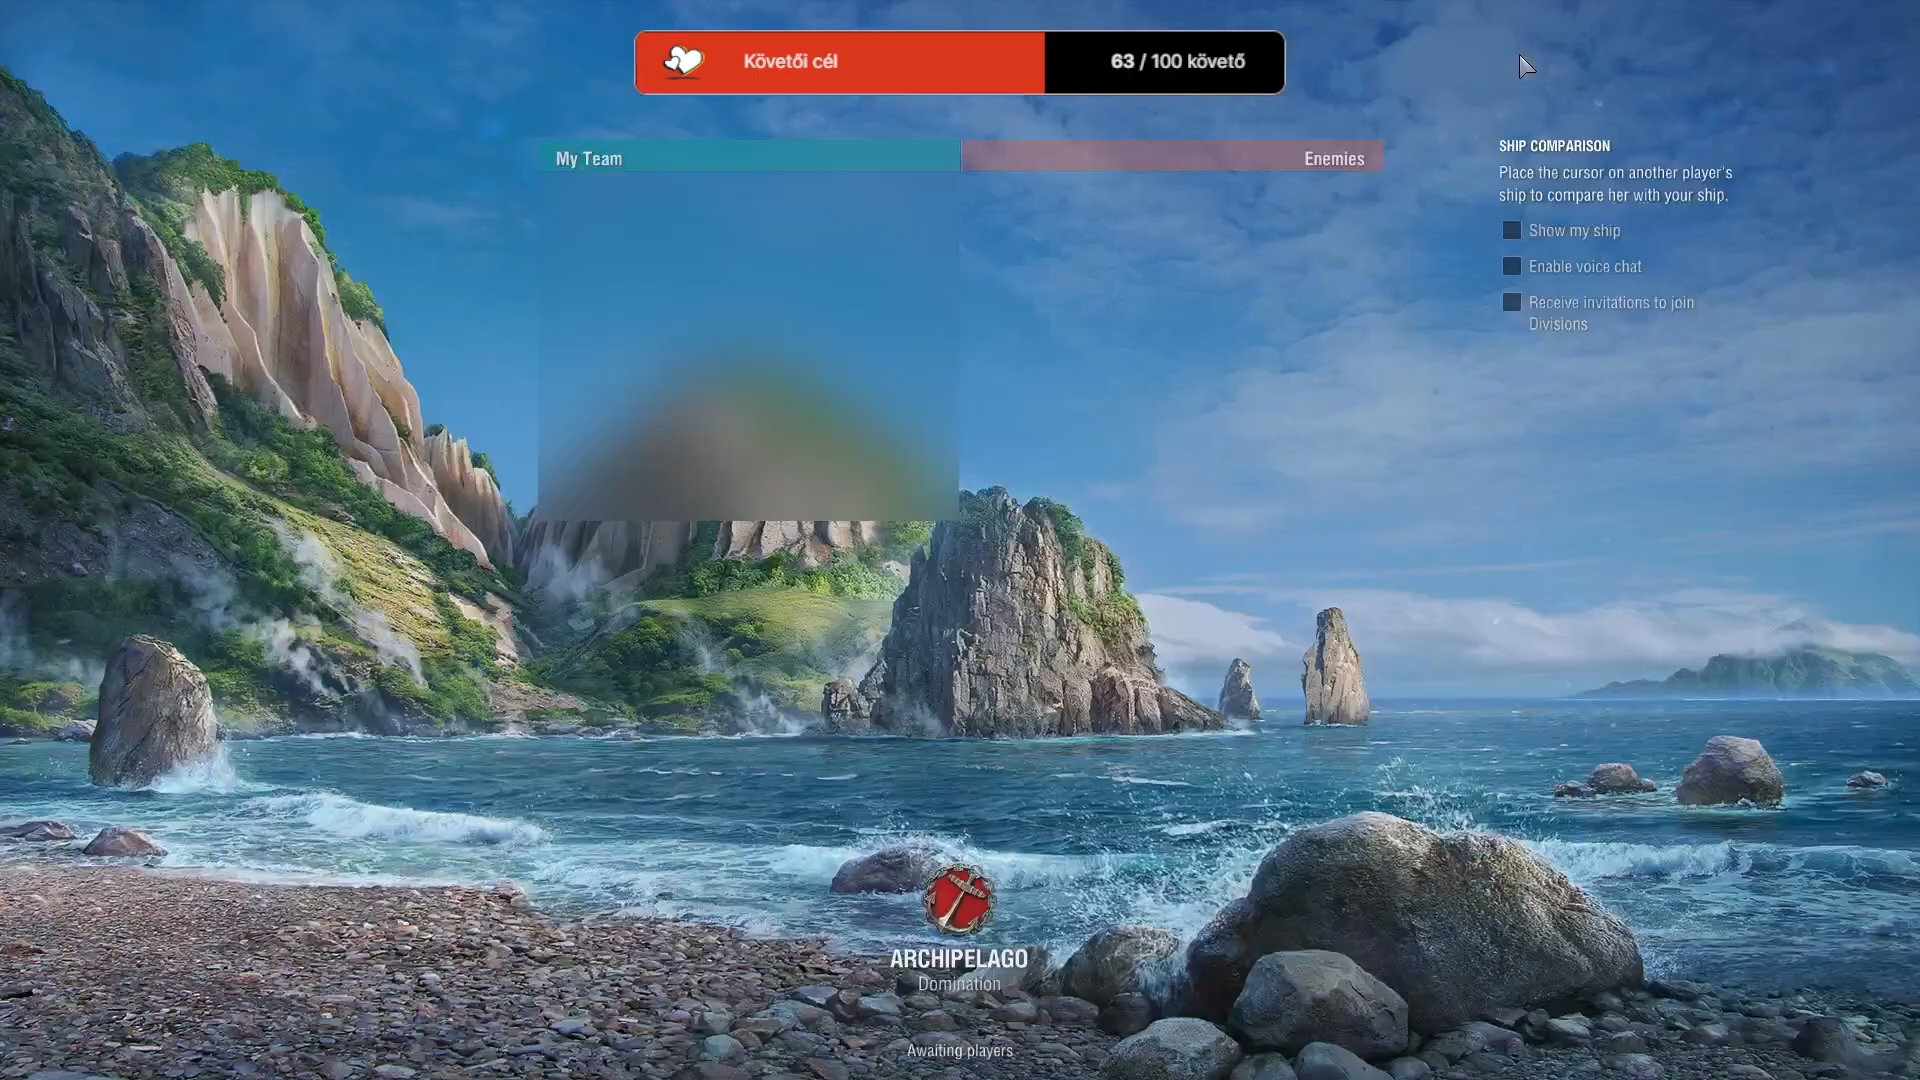 Követői cél
63 / 100 követő
My Team
Enemies
SHIP COMPARISON
Place the cursor on another player's
ship to compare her with your ship.
Show my ship
Enable voice chat
Receive invitations to join
Divisions
ARCHIPELAGO
Domination
Awaiting players